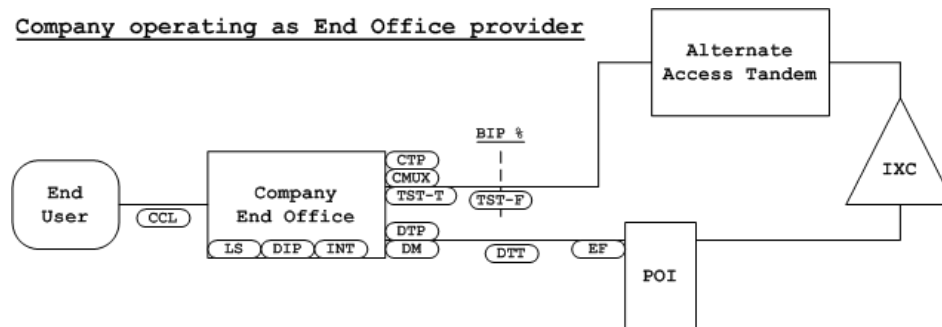 Company operating as End Office provider
Alternate
Access Tandem
BIP %
CTP
CMUX
TST-T
TST-F
IXC
End
User
CCL
Company
End Office
LS
DIP
INT
DTP
DM
DTT
EF
POI